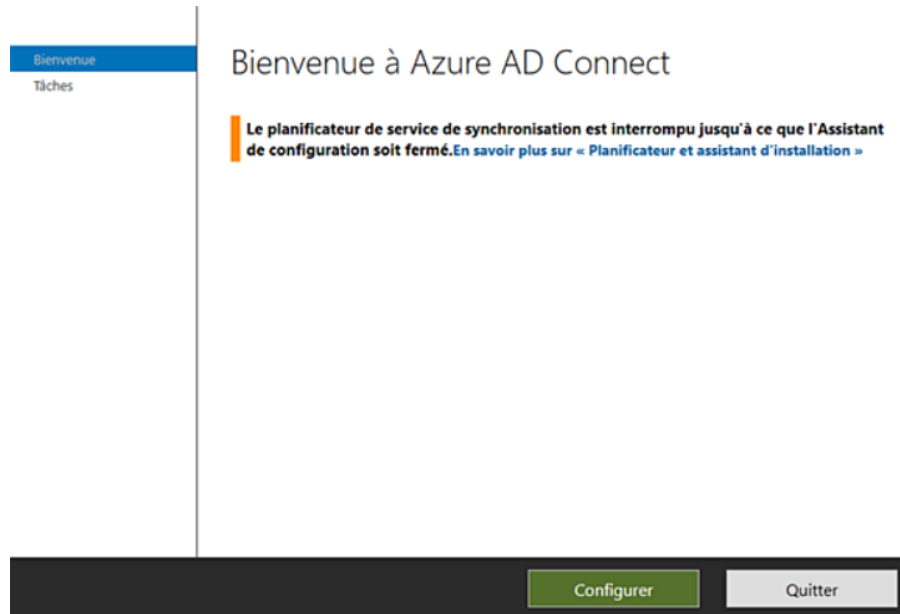 Bienvenue
Tâches
Bienvenue à Azure AD Connect
Le planificateur de service de synchronisation est interrompu jusqu'à ce que l'Assistant
de configuration soit fermé.En savoir plus sur « Planificateur et assistant d'installation »
Configurer
Quitter